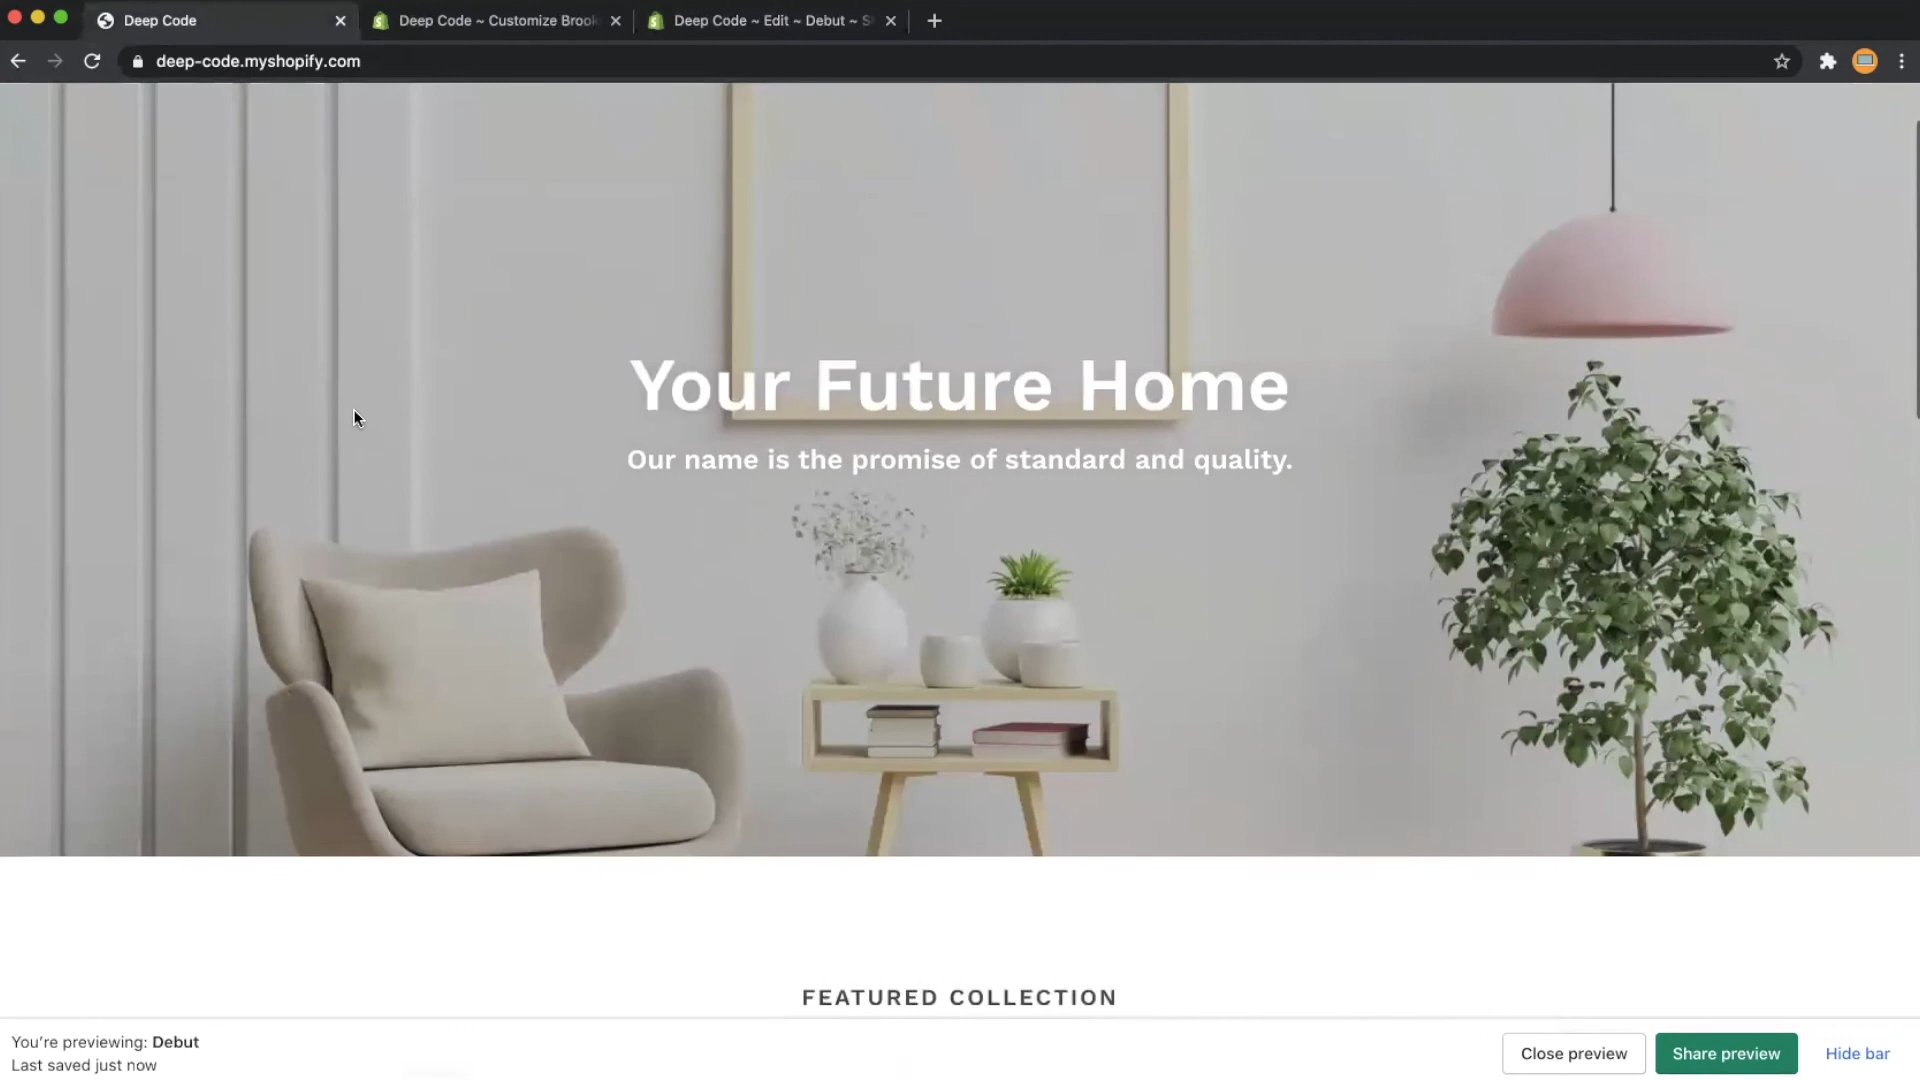 Deep Code
Deep Code ~ Customize Brook
Deep Code ~ Edit ~ Debut ~ S
deep-code.myshopify.com
Your Future Home
Our name is the promise of standard and quality.
FEATURED COLLECTION
You're previewing: Debut
Last saved just now
Close preview
Share preview
Hide bar